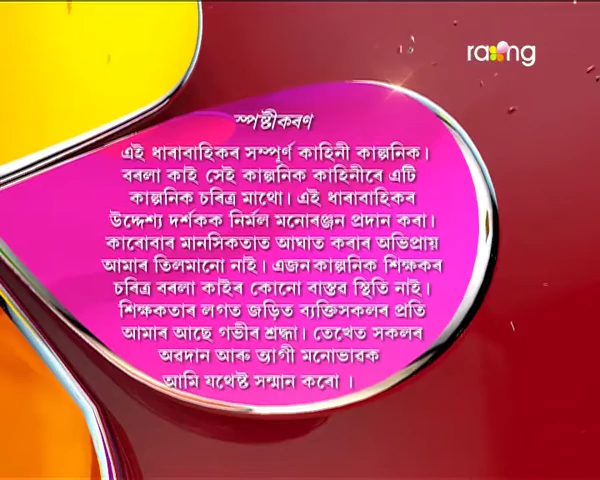 rang
স্পষ্টীকৰণ
এই ধাৰাবাহিকৰ সম্পূৰ্ণ কাহিনী কাল্পনিক।
বৰলা কাই সেই কাল্পনিক কাহিনীৰে এটি
কাল্পনিক চৰিত্ৰ মাথো। এই ধাৰাবাহিকৰ
উদ্দেশ্য দৰ্শকক নিৰ্মল মনোৰঞ্জন প্ৰদান কৰা।
কাৰোবাৰ মানসিকতাত আঘাত কৰাৰ অভিপ্ৰায়
আমাৰ তিলমানো নাই। এজন কাল্পনিক শিক্ষকৰ
চৰিত্ৰ বৰলা কাইৰ কোনো বাস্তৱ স্থিতি নাই।
শিক্ষকতাৰ লগত জড়িত ব্যক্তিসকলৰ প্ৰতি
আমাৰ আছে গভীৰ শ্ৰদ্ধা। তেখেত সকলৰ
অৱদান আৰু ত্যাগী মনোভাবক
আমি যথেষ্ট সন্মান কৰো ।